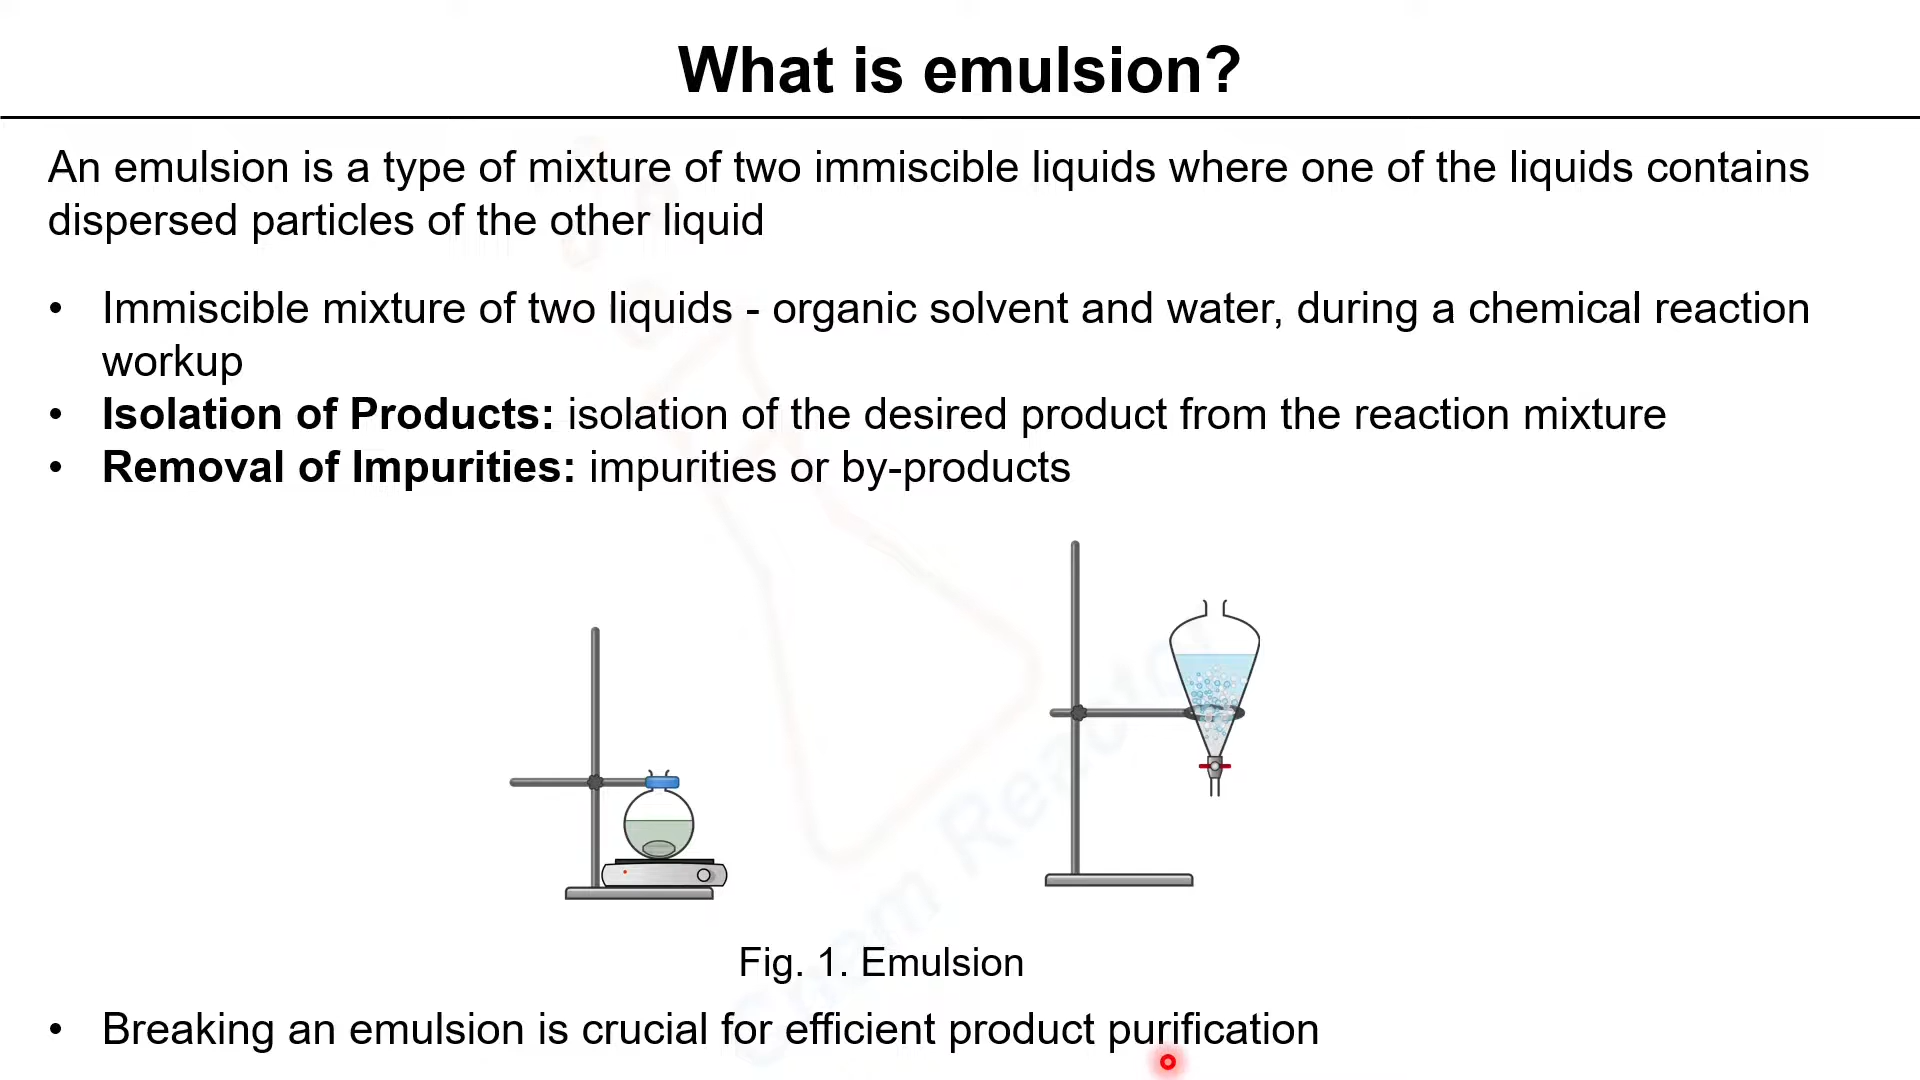 What is emulsion?
An emulsion is a type of mixture of two immiscible liquids where one of the liquids contains
dispersed particles of the other liquid
• Immiscible mixture of two liquids - organic solvent and water, during a chemical reaction
workup
• Isolation of Products: isolation of the desired product from the reaction mixture
• Removal of Impurities: impurities or by-products
Fig. 1. Emulsion
• Breaking an emulsion is crucial for efficient product purification